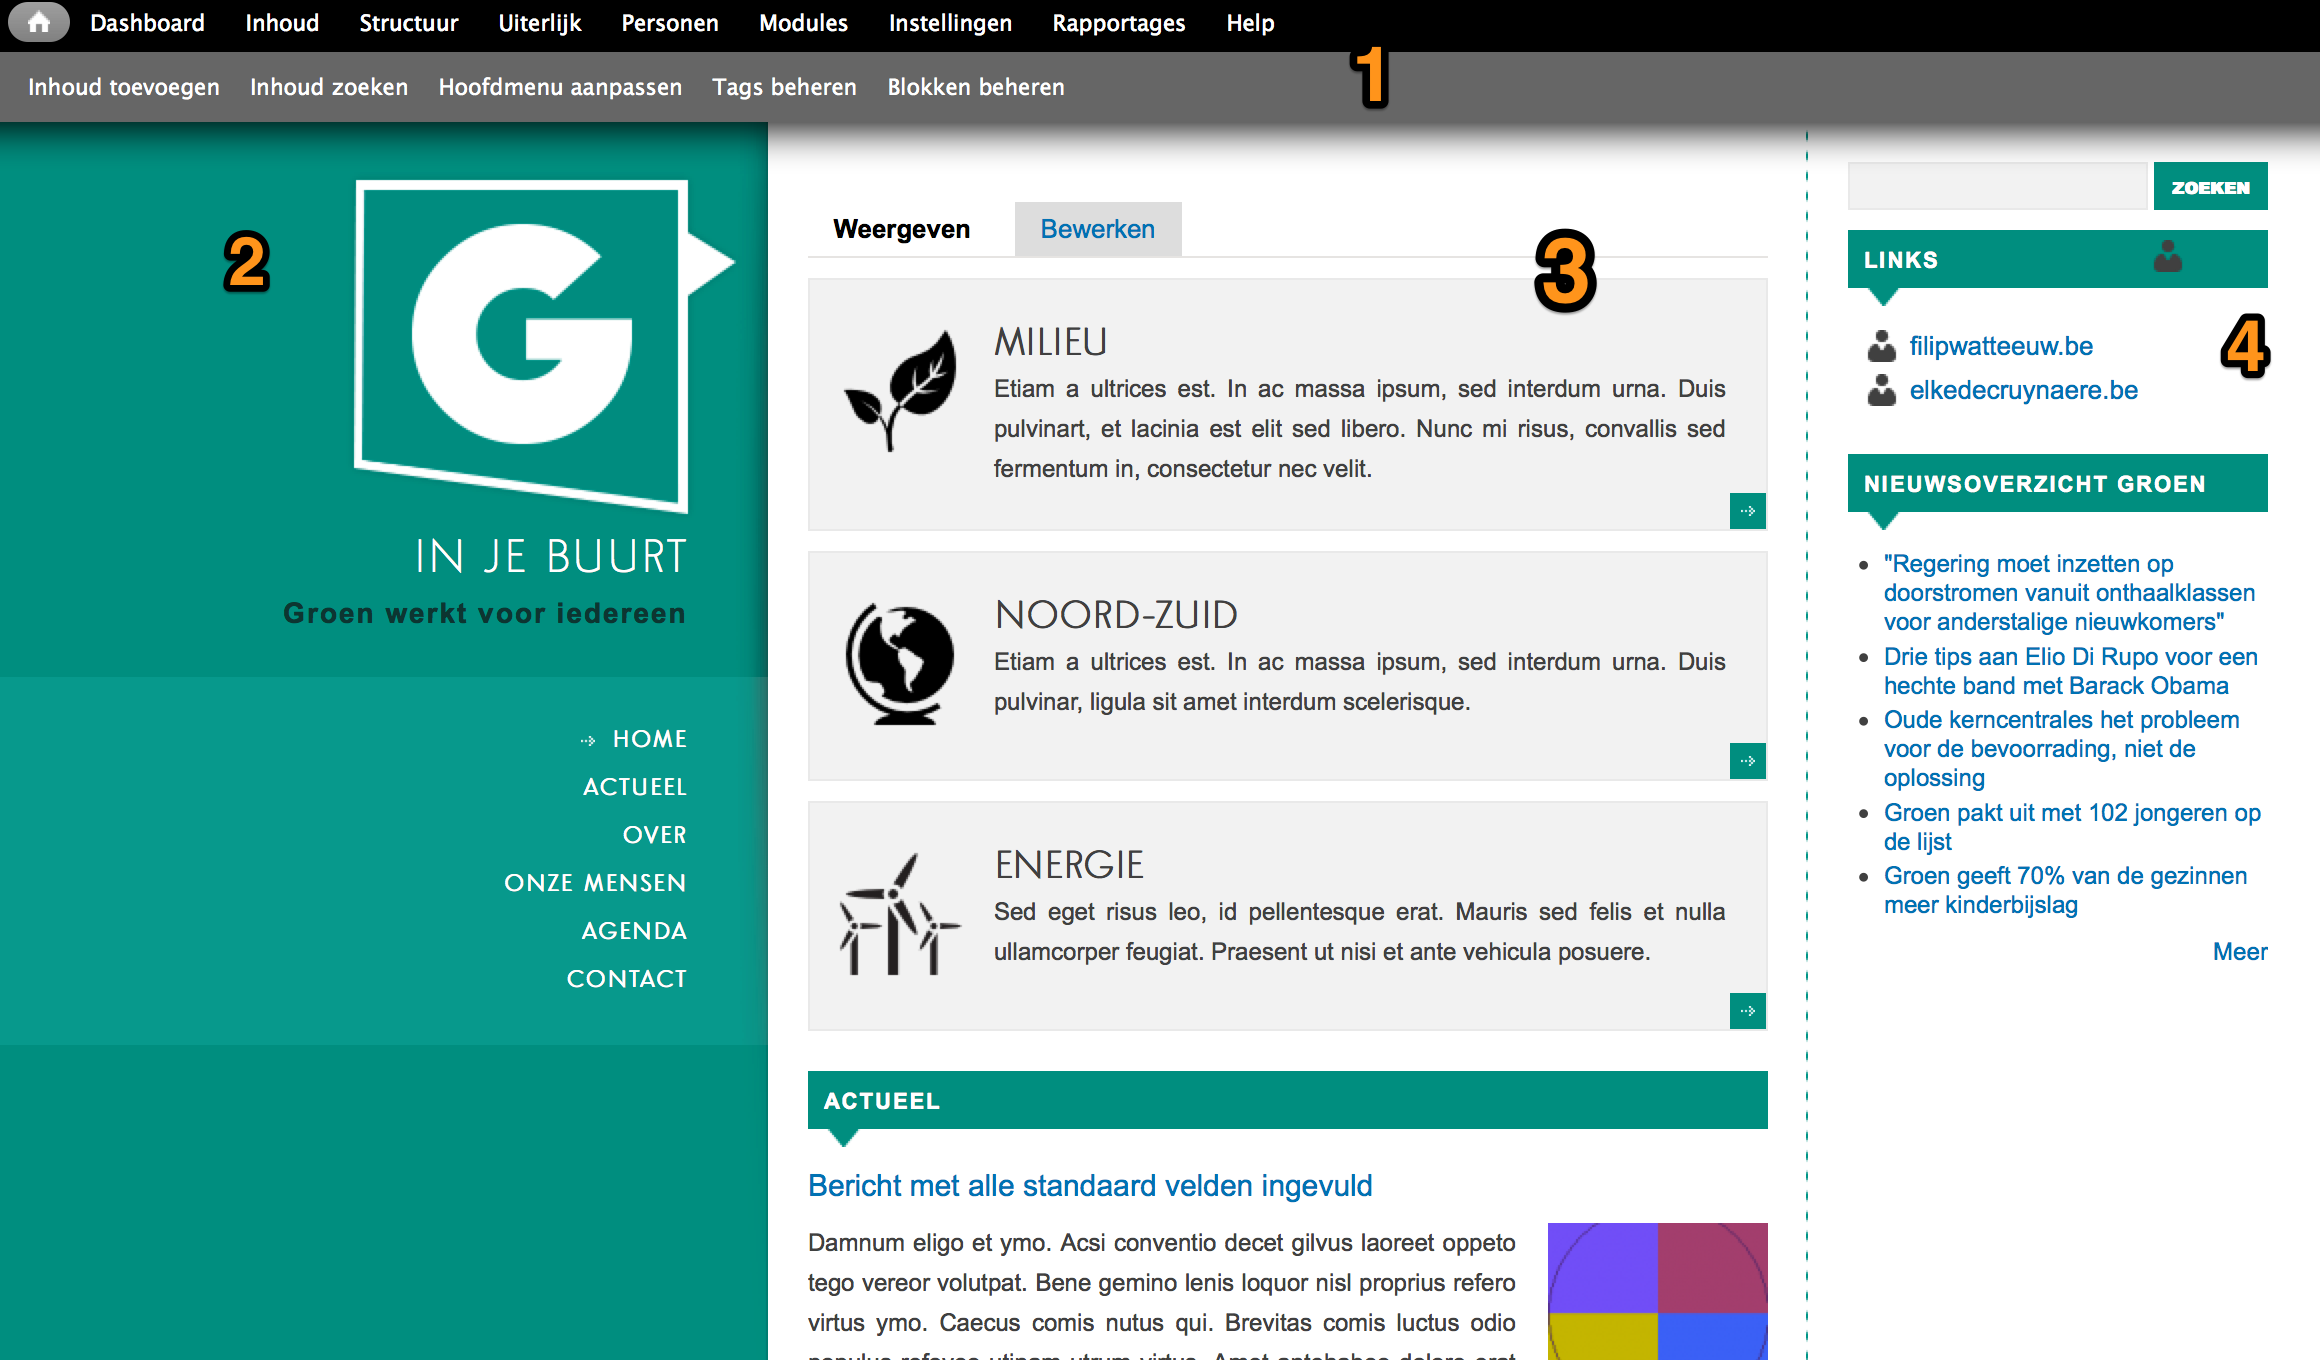 Dashboard Inhoud Structuur Uiterlijk Personen Modules Instellingen Rapportages Help
Inhoud toevoegen Inhoud zoeken Hoofdmenu aanpassen Tags beheren Blokken beheren
1
2
G
IN JE BUURT
Groen werkt voor iedereen
HOME
ACTUEEL
OVER
ONZE MENSEN
AGENDA
CONTACT
Weergeven Bewerken
3
MILIEU
Etiam a ultrices est. In ac massa ipsum, sed interdum urna. Duis
pulvinart, et lacinia est elit sed libero. Nunc mi risus, convallis sed
fermentum in, consectetur nec velit.
NOORD-ZUID
Etiam a ultrices est. In ac massa ipsum, sed interdum urna. Duis
pulvinar, ligula sit amet interdum scelerisque.
ENERGIE
Sed eget risus leo, id pellentesque erat. Mauris sed felis et nulla
ullamcorper feugiat. Praesent ut nisi et ante vehicula posuere.
ACTUEEL
Bericht met alle standaard velden ingevuld
Damnum eligo et ymo. Acsi conventio decet gilvus laoreet oppeto
tego vereor volutpat. Bene gemino lenis loquor nisl proprius refero
virtus ymo. Caecus comis nutus qui. Brevitas comis luctus odio
ZOEKEN
LINKS
4
filipwatteeuw.be
elkedecruynaere.be
NIEUWSOVERZICHT GROEN
"Regering moet inzetten op
doorstromen vanuit onthaalklassen
voor anderstalige nieuwkomers"
Drie tips aan Elio Di Rupo voor een
hechte band met Barack Obama
Oude kerncentrales het probleem
voor de bevoorrading, niet de
oplossing
Groen pakt uit met 102 jongeren op
de lijst
Groen geeft 70% van de gezinnen
meer kinderbijslag
Meer